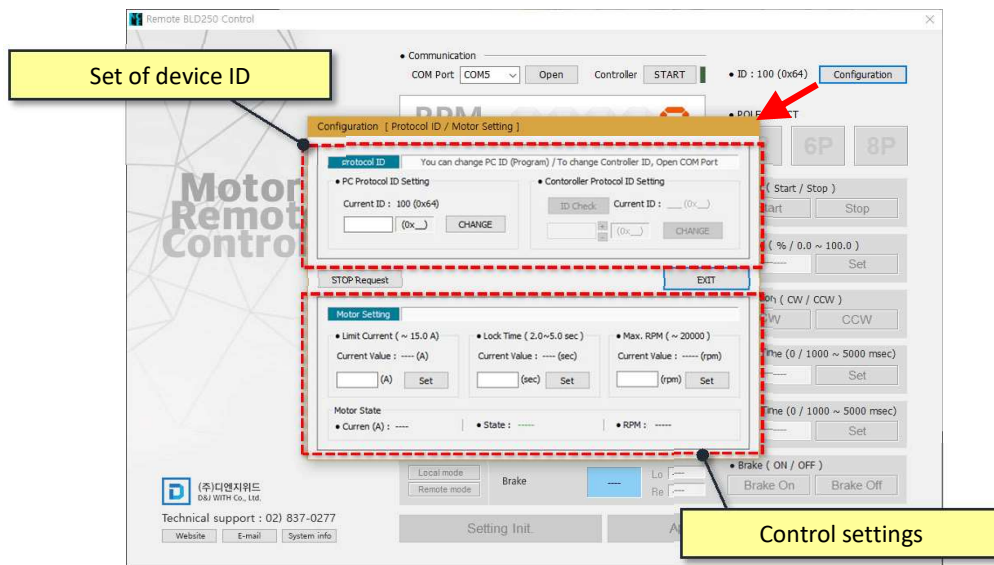 Remote BLD250 Control
Set of device ID
• Communication
COM Port COM5 Open Controller START
• ID : 100 (0x64) Configuration
RPM
Configuration [ Protocol ID / Motor Setting ]
6P 8P
Protocol ID You can change PC ID (Program) / To change Controller ID, Open COM Port
• PC Protocol ID Setting
Current ID : 100 (0x64)
(0x__) CHANGE
• Contoroller Protocol ID Setting
ID Check Current ID : ___ (0x__)
(0x__) CHANGE
STOP Request EXIT
Motor Setting
• Limit Current ( ~ 15.0 A) • Lock Time ( 2.0~5.0 sec ) • Max. RPM ( ~ 20000 )
Current Value : ---- (A) Current Value : ---- (sec) Current Value : ----- (rpm)
(A) Set (sec) Set (rpm) Set
Motor State
• Curren (A) : ---- • State : ----- • RPM : -----
Motor
Remot
Control
( Start / Stop )
Stop
( % / 0.0 ~ 100.0 )
Set
( CW / CCW )
CCW
Time (0 / 1000 ~ 5000 msec)
Set
Time (0 / 1000 ~ 5000 msec)
Set
• Brake ( ON / OFF )
Brake On Brake Off
Local mode
Remote mode
Brake ---- Lo :----
Re :----
Setting Init.
(주)디엔지위드
D&J WITH Co., Ltd.
Technical support : 02) 837-0277
Website E-mail System info
Control settings